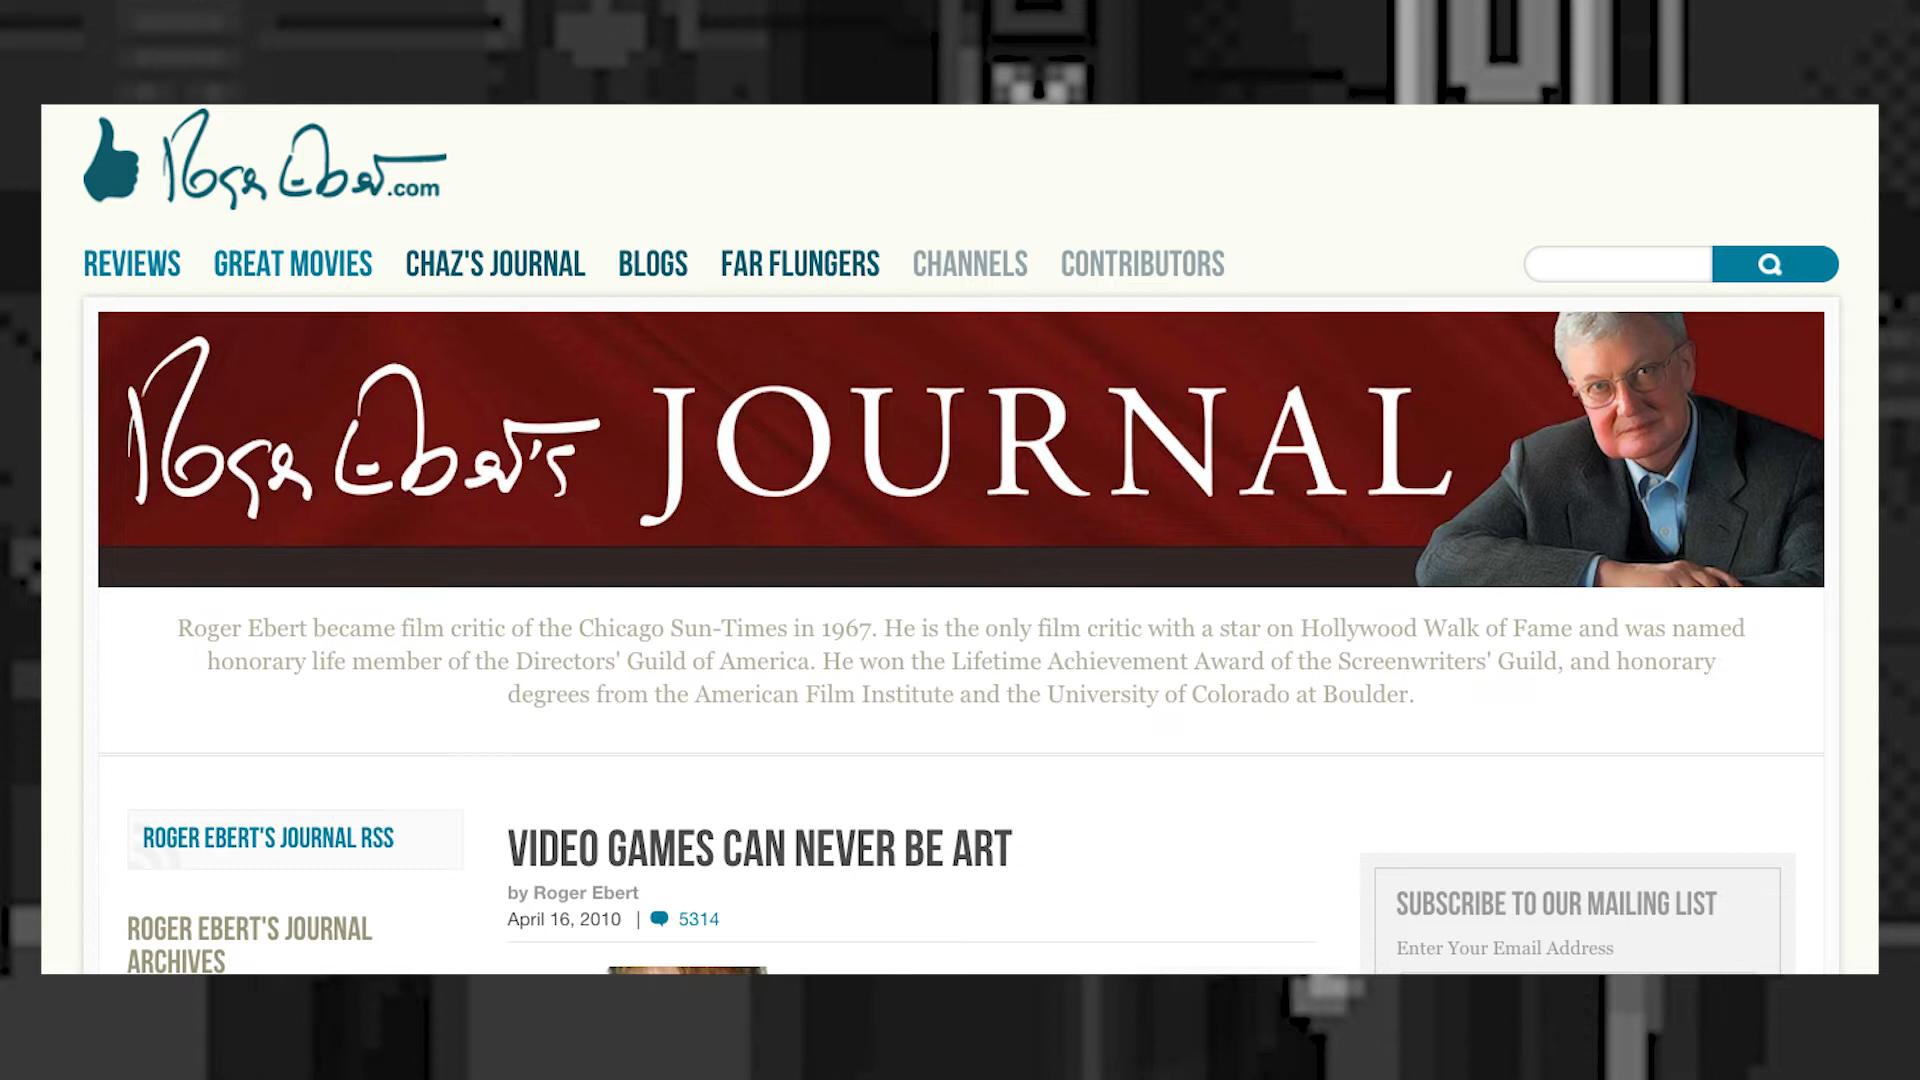 Roger Ebert.com
REVIEWS GREAT MOVIES CHAZ'S JOURNAL BLOGS FAR FLUNGERS CHANNELS CONTRIBUTORS
Roger Ebert's JOURNAL
Roger Ebert became film critic of the Chicago Sun-Times in 1967. He is the only film critic with a star on Hollywood Walk of Fame and was named
honorary life member of the Directors' Guild of America. He won the Lifetime Achievement Award of the Screenwriters' Guild, and honorary
degrees from the American Film Institute and the University of Colorado at Boulder.
ROGER EBERT'S JOURNAL RSS
ROGER EBERT'S JOURNAL
ARCHIVES
VIDEO GAMES CAN NEVER BE ART
by Roger Ebert
April 16, 2010 | 5314
SUBSCRIBE TO OUR MAILING LIST
Enter Your Email Address